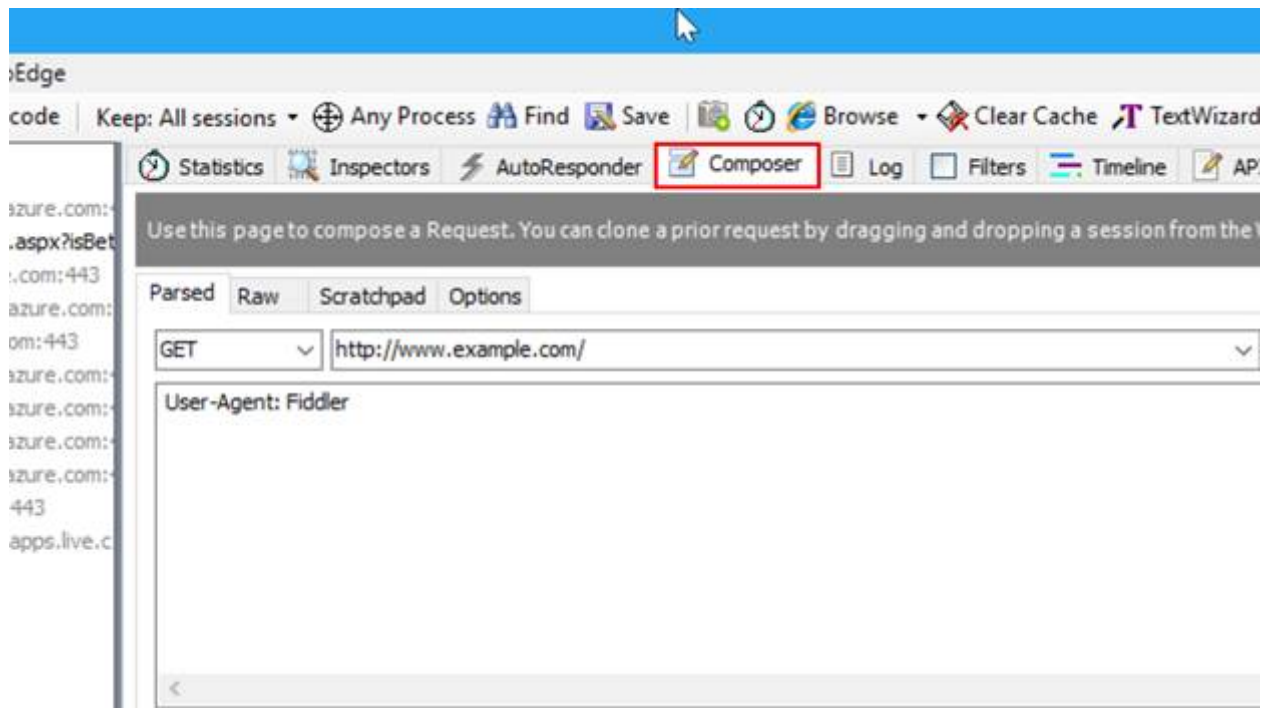 oEdge
code Keep: All sessions Any Process Find Save Browse Clear Cache TextWizard
Statistics Inspectors AutoResponder Composer Log Filters Timeline AP
azure.com:
.aspx?isBet
Use this page to compose a Request. You can clone a prior request by dragging and dropping a session from the
.com:443
Parsed Raw Scratchpad Options
azure.com:
om:443
GET http://www.example.com/
azure.com:
azure.com:
User-Agent: Fiddler
azure.com:
azure.com:
443
apps.live.c